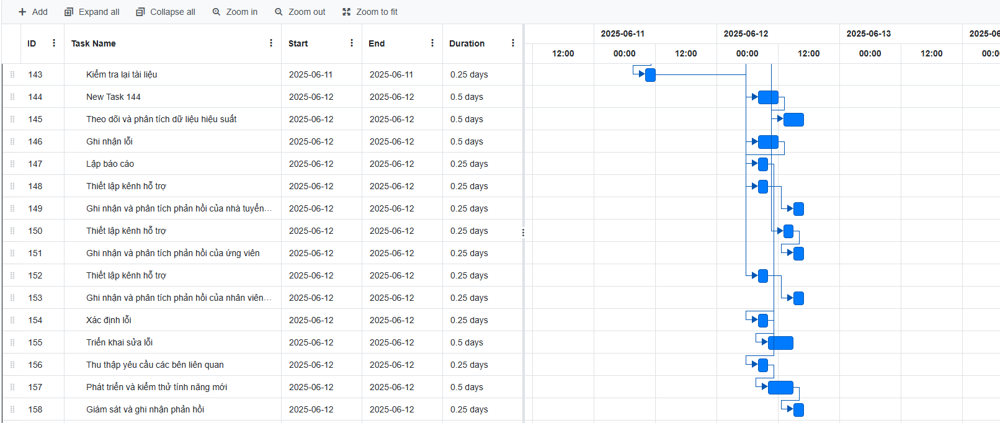 Add Expand all Collapse all Zoom in Zoom out Zoom to fit
ID Task Name Start End Duration
2025-06-11 2025-06-12 2025-06-13 2025-06
12:00 00:00 12:00 00:00 12:00 00:00 12:00 00:0
143 Kiểm tra lại tài liệu 2025-06-11 2025-06-11 0.25 days
144 New Task 144 2025-06-12 2025-06-12 0.5 days
145 Theo dõi và phân tích dữ liệu hiệu suất 2025-06-12 2025-06-12 0.5 days
146 Ghi nhận lỗi 2025-06-12 2025-06-12 0.5 days
147 Lập báo cáo 2025-06-12 2025-06-12 0.25 days
148 Thiết lập kênh hỗ trợ 2025-06-12 2025-06-12 0.25 days
149 Ghi nhận và phân tích phản hồi của nhà tuyển... 2025-06-12 2025-06-12 0.25 days
150 Thiết lập kênh hỗ trợ 2025-06-12 2025-06-12 0.25 days
151 Ghi nhận và phân tích phản hồi của ứng viên 2025-06-12 2025-06-12 0.25 days
152 Thiết lập kênh hỗ trợ 2025-06-12 2025-06-12 0.25 days
153 Ghi nhận và phân tích phản hồi của nhân viên... 2025-06-12 2025-06-12 0.25 days
154 Xác định lỗi 2025-06-12 2025-06-12 0.25 days
155 Triển khai sửa lỗi 2025-06-12 2025-06-12 0.5 days
156 Thu thập yêu cầu các bên liên quan 2025-06-12 2025-06-12 0.25 days
157 Phát triển và kiểm thử tính năng mới 2025-06-12 2025-06-12 0.5 days
158 Giám sát và ghi nhận phản hồi 2025-06-12 2025-06-12 0.25 days